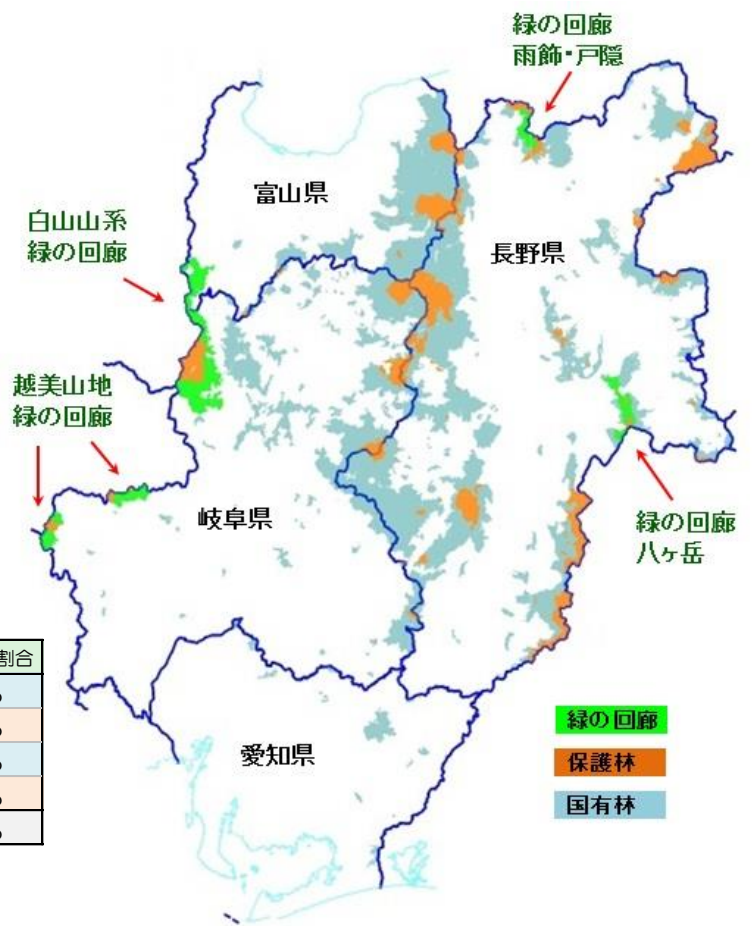 緑の回廊
雨飾・戸隠
富山県
白山山系
緑の回廊
長野県
越美山地
緑の回廊
岐阜県
緑の回廊
八ヶ岳
割合
愛知県
緑の回廊
保護林
国有林